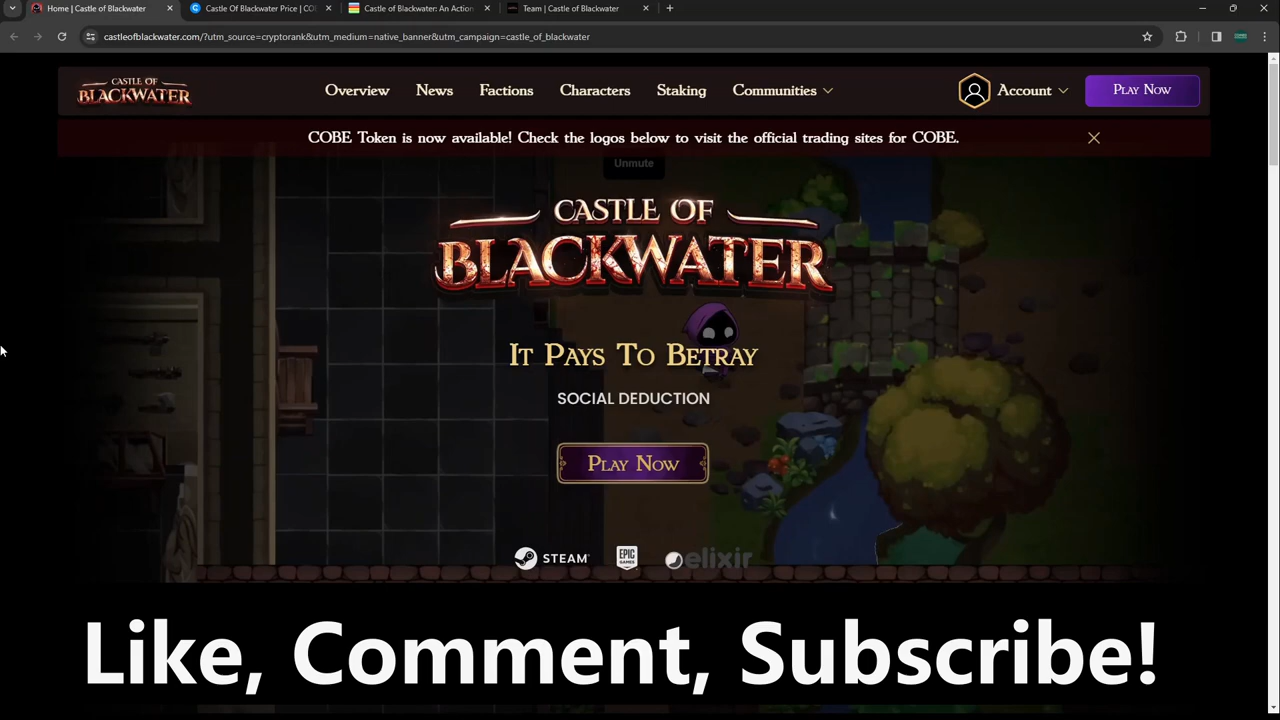 Home | Castle of Blackwater
Castle Of Blackwater Price | CO
Castle of Blackwater: An Action
Team | Castle of Blackwater
castleofblackwater.com/?utm_source=cryptorank&utm_medium=native_banner&utm_campaign=castle_of_blackwater
CASTLE OF
BLACKWATER
Overview
News
Factions
Characters
Staking
Communities
Account
Play Now
COBE Token is now available! Check the logos below to visit the official trading sites for COBE.
Unmute
CASTLE OF
BLACKWATER
It Pays To Betray
SOCIAL DEDUCTION
Play Now
STEAM
EPIC GAMES
elixir
Like, Comment, Subscribe!